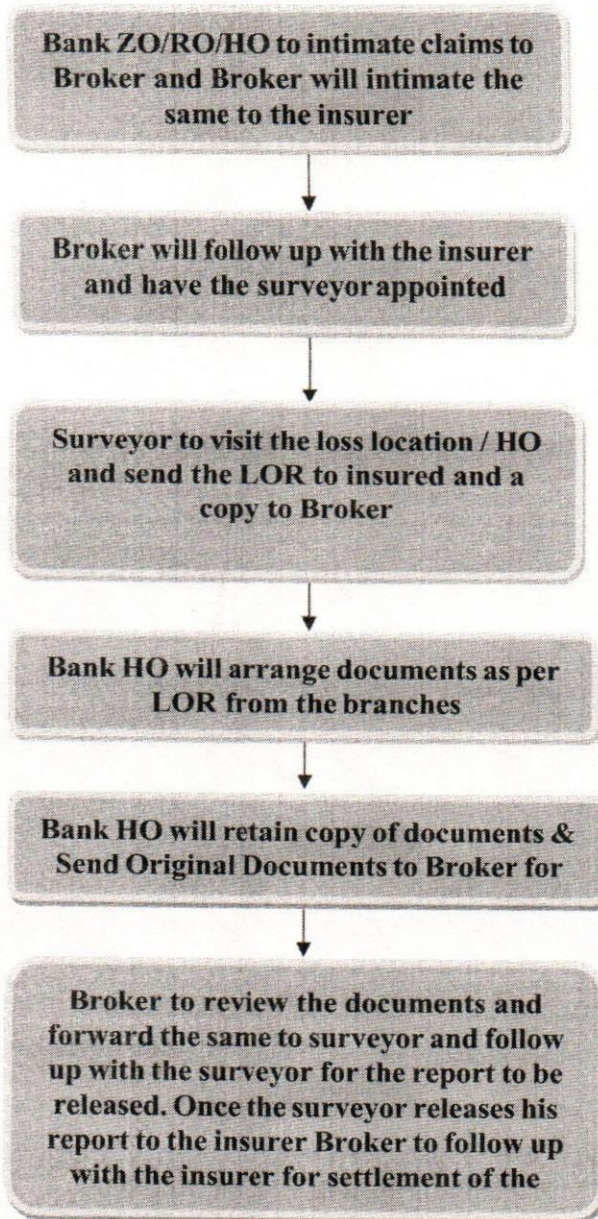 Bank ZO/RO/HO to intimate claims to
Broker and Broker will intimate the
same to the insurer
Broker will follow up with the insurer
and have the surveyor appointed
Surveyor to visit the loss location / HO
and send the LOR to insured and a
copy to Broker
Bank HO will arrange documents as per
LOR from the branches
Bank HO will retain copy of documents &
Send Original Documents to Broker for
Broker to review the documents and
forward the same to surveyor and follow
up with the surveyor for the report to be
released. Once the surveyor releases his
report to the insurer Broker to follow up
with the insurer for settlement of the